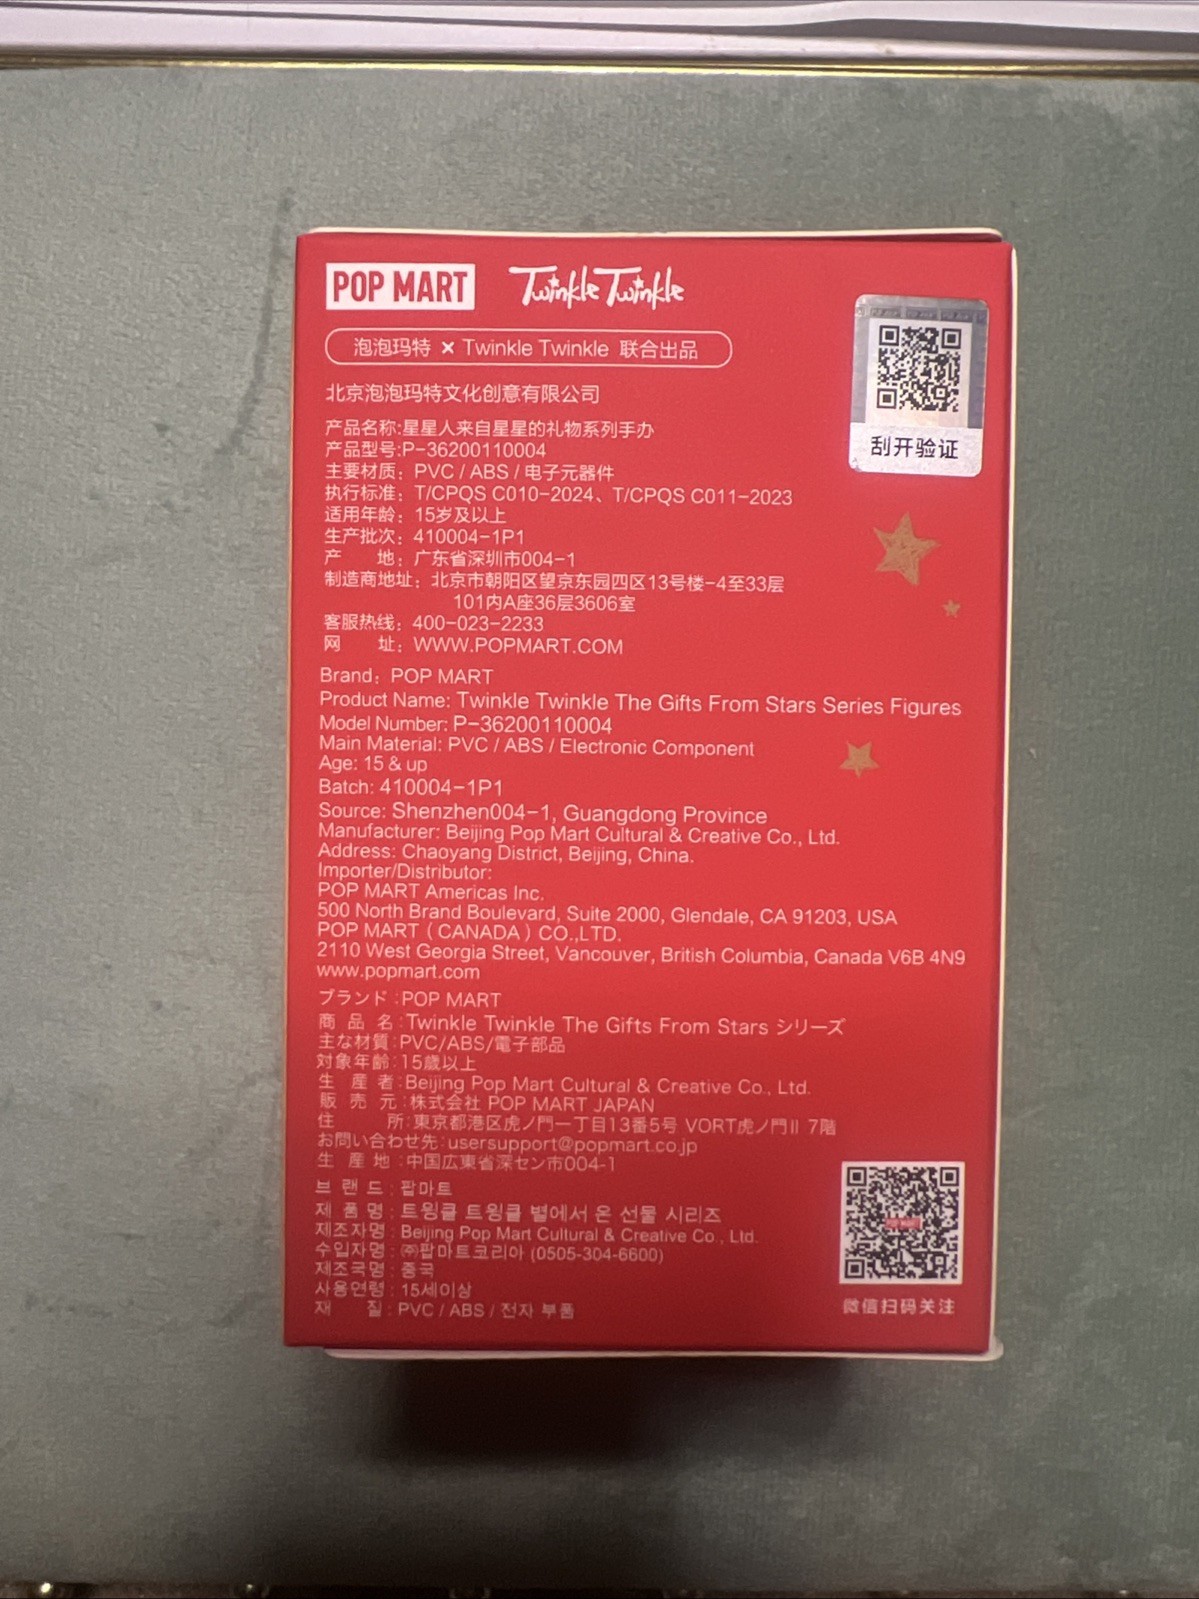 POP MART Twinkle Twinkle
泡泡玛特 × Twinkle Twinkle 联合出品
刮开验证
北京泡泡玛特文化创意有限公司
产品名称:星星人来自星星的礼物系列手办
产品型号:P-36200110004
主要材质：PVC / ABS / 电子元器件
执行标准：T/CPQS C010-2024、T/CPQS C011-2023
适用年龄：15岁及以上
生产批次：410004-1P1
产 地：广东省深圳市004-1
制造商地址：北京市朝阳区望京东园四区13号楼-4至33层
101内A座36层3606室
客服热线：400-023-2233
网 址：WWW.POPMART.COM
Brand：POP MART
Product Name: Twinkle Twinkle The Gifts From Stars Series Figures
Model Number: P-36200110004
Main Material: PVC / ABS / Electronic Component
Age: 15 & up
Batch: 410004-1P1
Source: Shenzhen004-1, Guangdong Province
Manufacturer: Beijing Pop Mart Cultural & Creative Co., Ltd.
Address: Chaoyang District, Beijing, China.
Importer/Distributor:
POP MART Americas Inc.
500 North Brand Boulevard, Suite 2000, Glendale, CA 91203, USA
POP MART（CANADA）CO.,LTD.
2110 West Georgia Street, Vancouver, British Columbia, Canada V6B 4N9
www.popmart.com
ブランド:POP MART
商 品 名:Twinkle Twinkle The Gifts From Stars シリーズ
主な材質:PVC/ABS/電子部品
対象年齢:15歳以上
生 産 者:Beijing Pop Mart Cultural & Creative Co., Ltd.
販 売 元:株式会社 POP MART JAPAN
住 所:東京都港区虎ノ門一丁目13番5号 VORT虎ノ門II 7階
お問い合わせ先:usersupport@popmart.co.jp
生 産 地:中国広東省深セン市004-1
브 랜 드 : 팝마트
제 품 명 : 트윙클 트윙클 별에서 온 선물 시리즈
제조자명 : Beijing Pop Mart Cultural & Creative Co., Ltd.
수입자명 : ㈜팝마트코리아 (0505-304-6600)
제조국명 : 중국
사용연령 : 15세이상
재 질 : PVC / ABS / 전자 부품
微信扫码关注